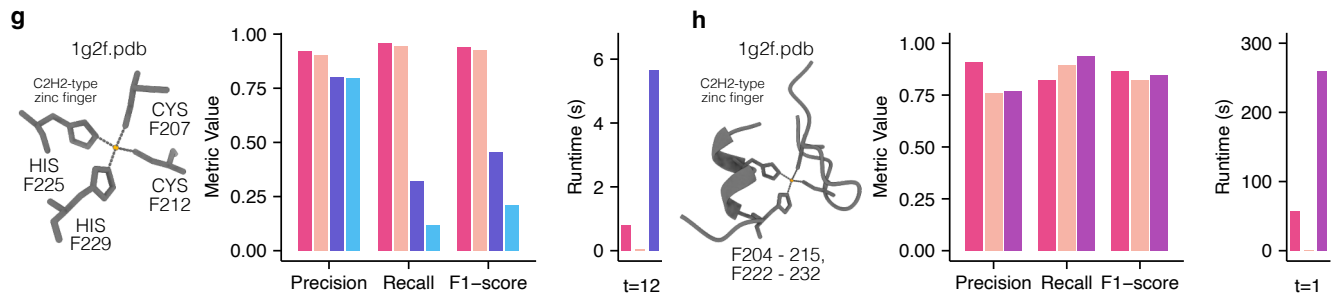 g
1g2f.pdb
C2H2-type
zinc finger
CYS
F207
HIS
F225
CYS
F212
HIS
F229
Metric Value
1.00
0.75
0.50
0.25
0.00
Precision
Recall
F1−score
Runtime (s)
6
4
2
0
t=12
h
1g2f.pdb
C2H2-type
zinc finger
F204 - 215,
F222 - 232
Metric Value
1.00
0.75
0.50
0.25
0.00
Precision
Recall
F1−score
Runtime (s)
300
200
100
0
t=1